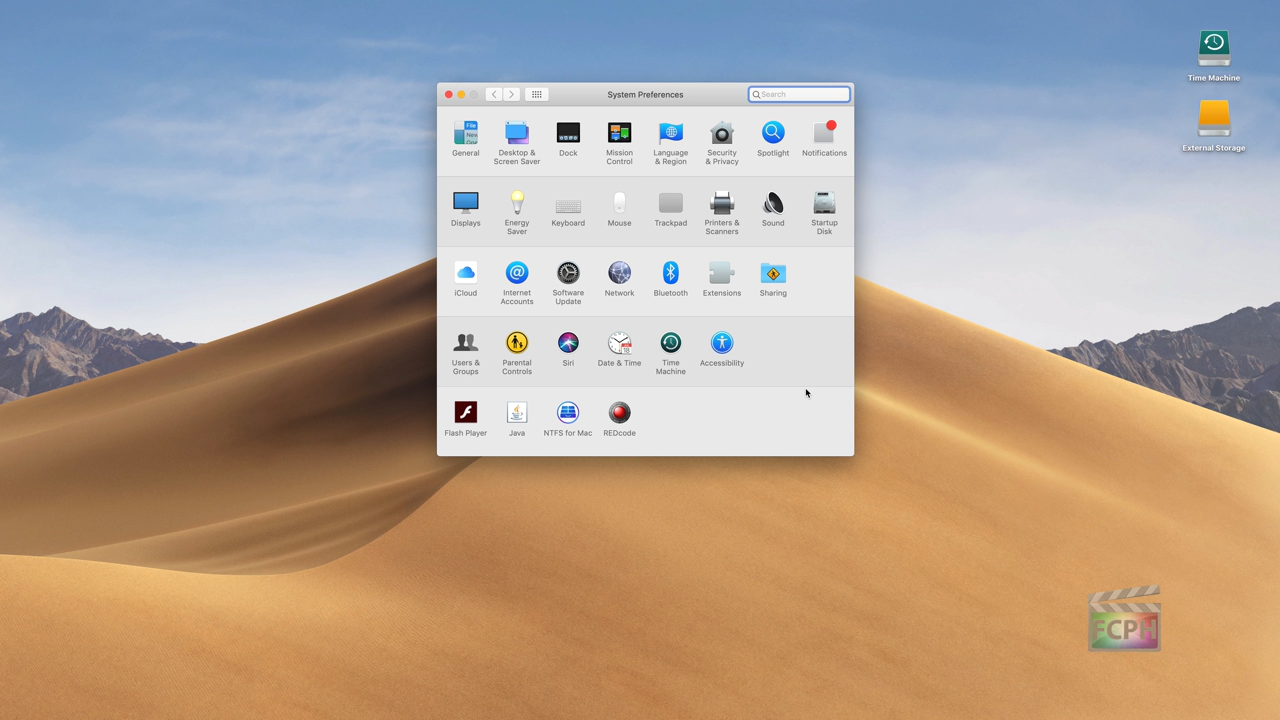 System Preferences
Search
File
New
General
Desktop &
Screen Saver
Dock
Mission
Control
Language
& Region
Security
& Privacy
Spotlight
Notifications
Displays
Energy
Saver
Keyboard
Mouse
Trackpad
Printers &
Scanners
Sound
Startup
Disk
iCloud
@
Internet
Accounts
Software
Update
Network
Bluetooth
Extensions
Sharing
Users &
Groups
Parental
Controls
Siri
18
Date & Time
Time
Machine
Accessibility
Flash Player
Java
NTFS for Mac
REDcode
Time Machine
External Storage
FCPH